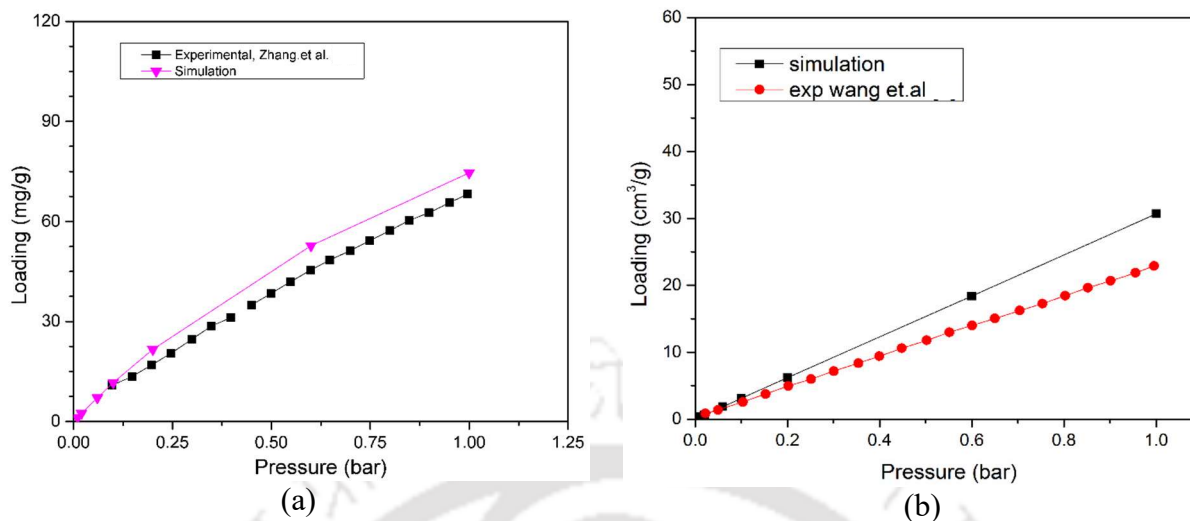 120
90
60
30
0
Loading (mg/g)
Experimental, Zhang.et al.
Simulation
0.00 0.25 0.50 0.75 1.00 1.25
Pressure (bar)
(a)
60
50
40
30
20
10
0
Loading (cm³/g)
simulation
exp wang et.al
0.0 0.2 0.4 0.6 0.8 1.0
Pressure (bar)
(b)